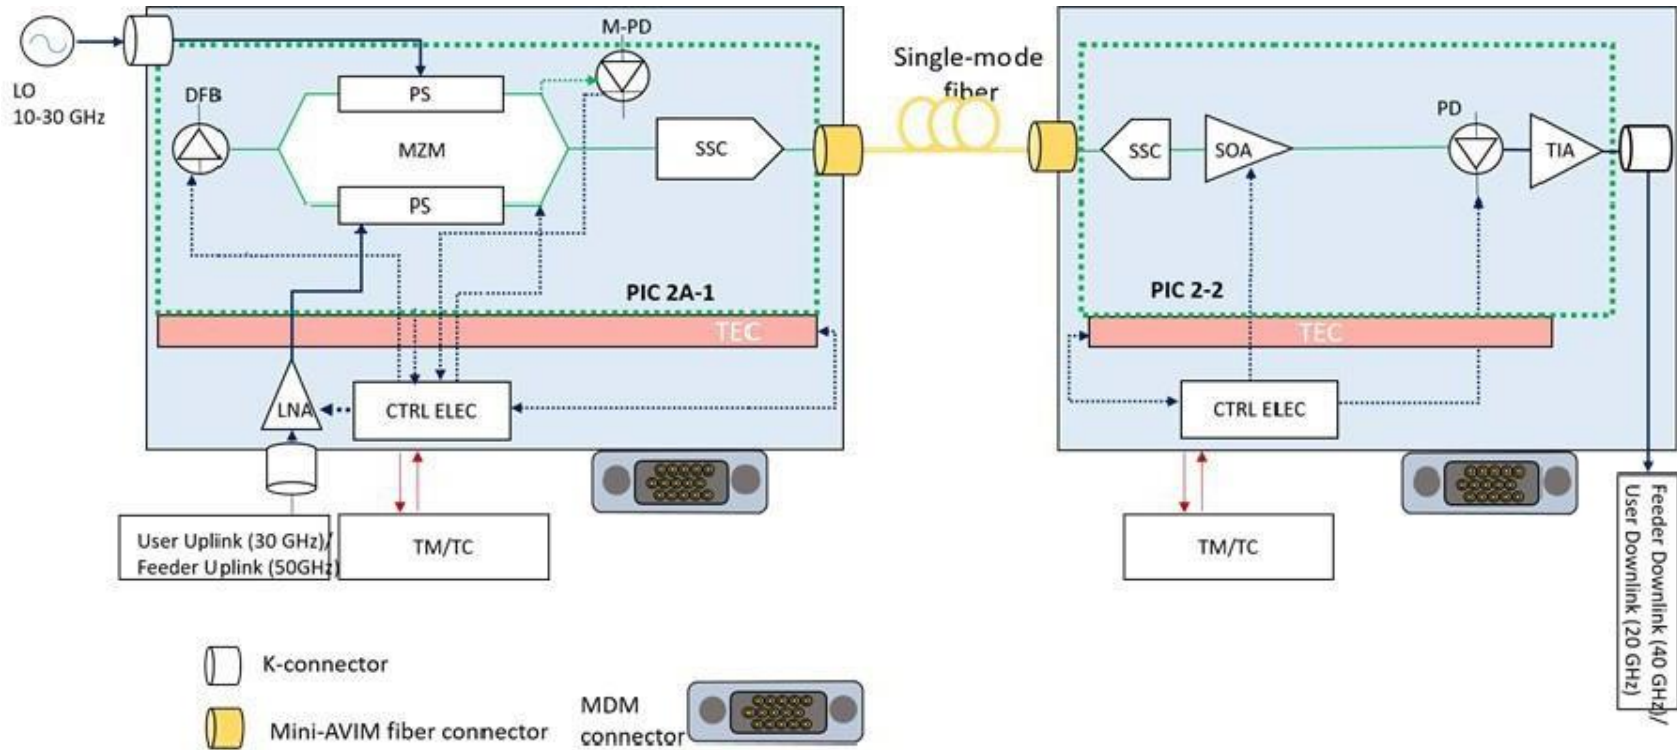 LO
10-30 GHz
DFB
PS
MZM
PS
M-PD
SSC
PIC 2A-1
TEC
LNA
CTRL ELEC
User Uplink (30 GHz)/
Feeder Uplink (50GHz)
TM/TC
Single-mode
fiber
SSC
SOA
PD
TIA
PIC 2-2
TEC
CTRL ELEC
TM/TC
Feeder Downlink (40 GHz)/
User Downlink (20 GHz)
K-connector
Mini-AVIM fiber connector
MDM
connector